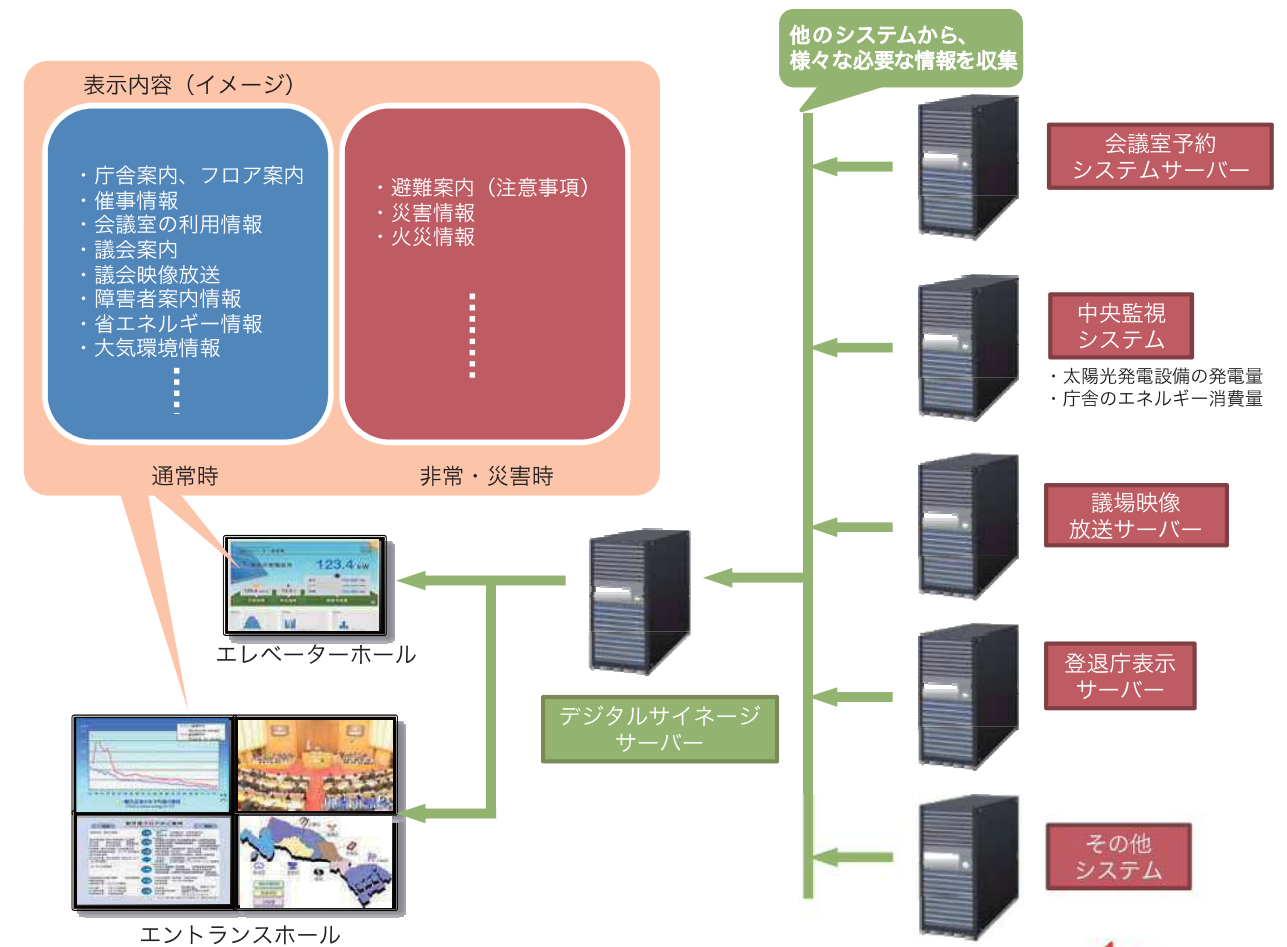 他のシステムから、
様々な必要な情報を収集
表示内容（イメージ）
・庁舎案内、フロア案内
・催事情報
・会議室の利用情報
・議会案内
・議会映像放送
・障害者案内情報
・省エネルギー情報
・大気環境情報
・避難案内（注意事項）
・災害情報
・火災情報
通常時
非常・災害時
123.4 kW
エレベーターホール
エントランスホール
デジタルサイネージ
サーバー
会議室予約
システムサーバー
中央監視
システム
・太陽光発電設備の発電量
・庁舎のエネルギー消費量
議場映像
放送サーバー
登退庁表示
サーバー
その他
システム